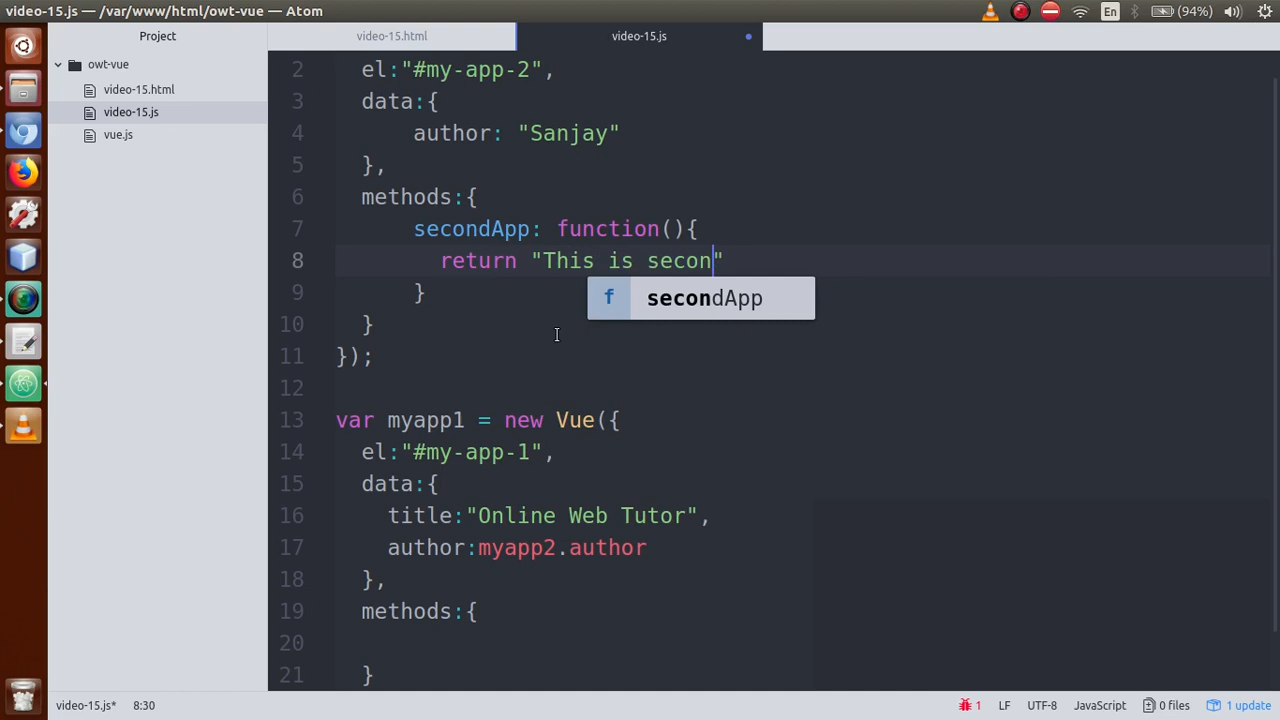 video-15.js — /var/www/html/owt-vue — Atom
En (94%)
Project video-15.html video-15.js
owt-vue
video-15.html
video-15.js
vue.js
2 el:"#my-app-2",
3 data:{
4 author: "Sanjay"
5 },
6 methods:{
7 secondApp: function(){
8 return "This is secon"
f secondApp
9 }
10 }
11 });
12
13 var myapp1 = new Vue({
14 el:"#my-app-1",
15 data:{
16 title:"Online Web Tutor",
17 author:myapp2.author
18 },
19 methods:{
20
21 }
video-15.js* 8:30 1 LF UTF-8 JavaScript 0 files 1 update